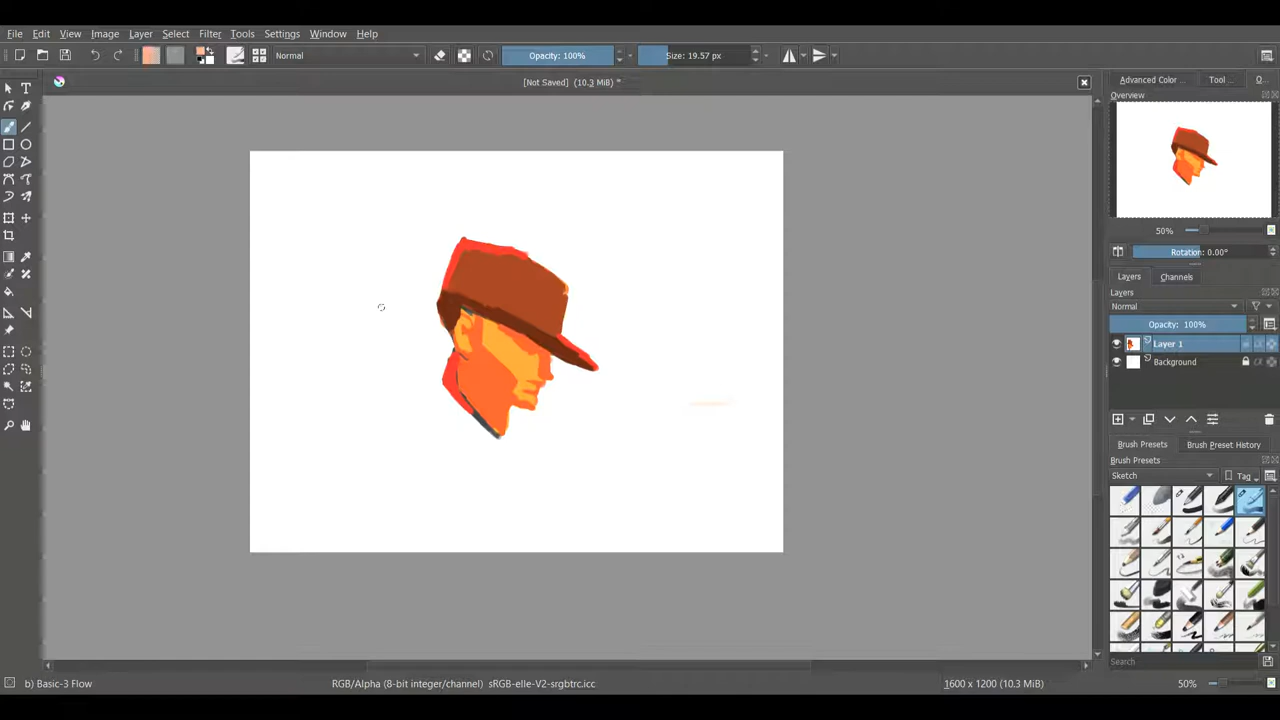 File Edit View Image Layer Select Filter Tools Settings Window Help
Normal Opacity: 100% Size: 19.57 px
[Not Saved] (10.3 MiB) *
Advanced Color ... Tool ... O...
Overview
50%
Rotation: 0.00°
Layers Channels
Layers
Normal
Opacity: 100%
Layer 1
Background
Brush Presets Brush Preset History
Brush Presets
Sketch Tag
Search
b) Basic-3 Flow RGB/Alpha (8-bit integer/channel) sRGB-elle-V2-srgbtrc.icc 1600 x 1200 (10.3 MiB) 50%